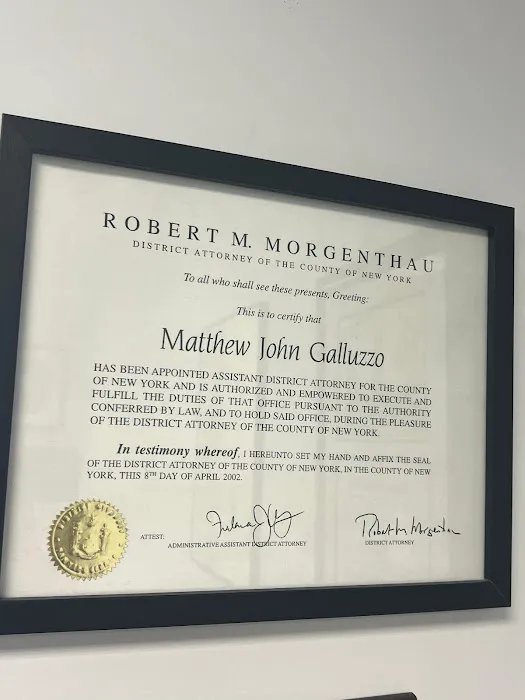 ROBERT M. MORGENTHAU
DISTRICT ATTORNEY OF THE COUNTY OF NEW YORK
To all who shall see these presents, Greeting:
This is to certify that
Matthew John Galluzzo
HAS BEEN APPOINTED ASSISTANT DISTRICT ATTORNEY FOR THE COUNTY
OF NEW YORK AND IS AUTHORIZED AND EMPOWERED TO EXECUTE AND
FULFILL THE DUTIES OF THAT OFFICE PURSUANT TO THE AUTHORITY
CONFERRED BY LAW, AND TO HOLD SAID OFFICE, DURING THE PLEASURE
OF THE DISTRICT ATTORNEY OF THE COUNTY OF NEW YORK.
In testimony whereof, I HEREUNTO SET MY HAND AND AFFIX THE SEAL
OF THE DISTRICT ATTORNEY OF THE COUNTY OF NEW YORK, IN THE COUNTY OF NEW
YORK, THIS 8TH DAY OF APRIL 2002.
ATTEST:
ADMINISTRATIVE ASSISTANT DISTRICT ATTORNEY
Robert M. Morgenthau
DISTRICT ATTORNEY